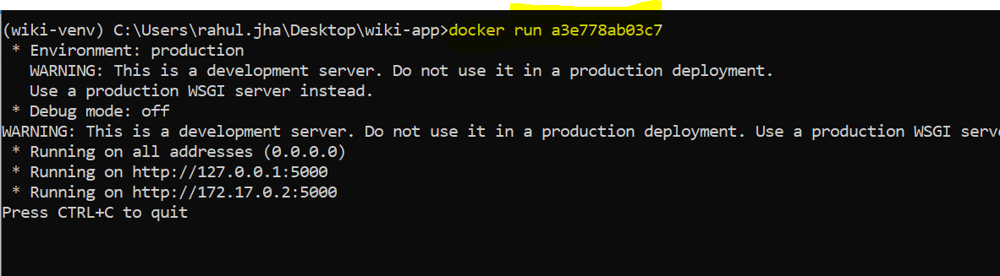 (wiki-venv) C:\Users\rahul.jha\Desktop\wiki-app>docker run a3e778ab03c7
* Environment: production
WARNING: This is a development server. Do not use it in a production deployment.
Use a production WSGI server instead.
* Debug mode: off
WARNING: This is a development server. Do not use it in a production deployment. Use a production WSGI serve
* Running on all addresses (0.0.0.0)
* Running on http://127.0.0.1:5000
* Running on http://172.17.0.2:5000
Press CTRL+C to quit